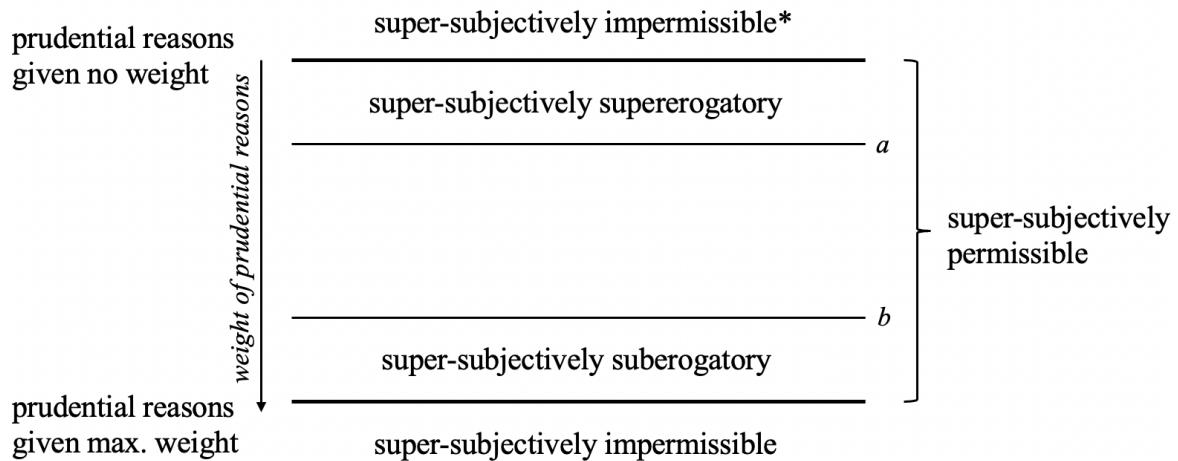 super-subjectively impermissible*
prudential reasons
given no weight
super-subjectively supererogatory
a
weight of prudential reasons
super-subjectively
permissible
b
super-subjectively suberogatory
prudential reasons
given max. weight
super-subjectively impermissible